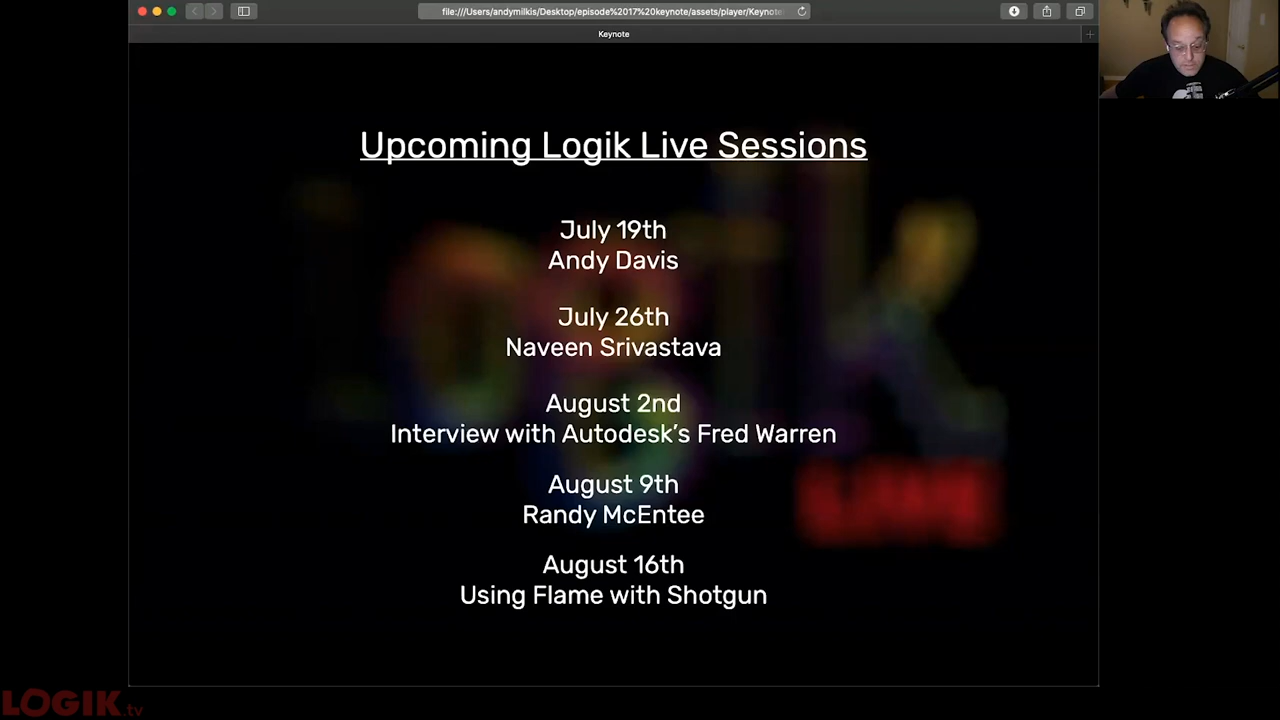 file:///Users/andymilkis/Desktop/episode%2017%20keynote/assets/player/Keynote
Keynote
Upcoming Logik Live Sessions
July 19th
Andy Davis
July 26th
Naveen Srivastava
August 2nd
Interview with Autodesk’s Fred Warren
August 9th
Randy McEntee
August 16th
Using Flame with Shotgun
LOGIK.tv